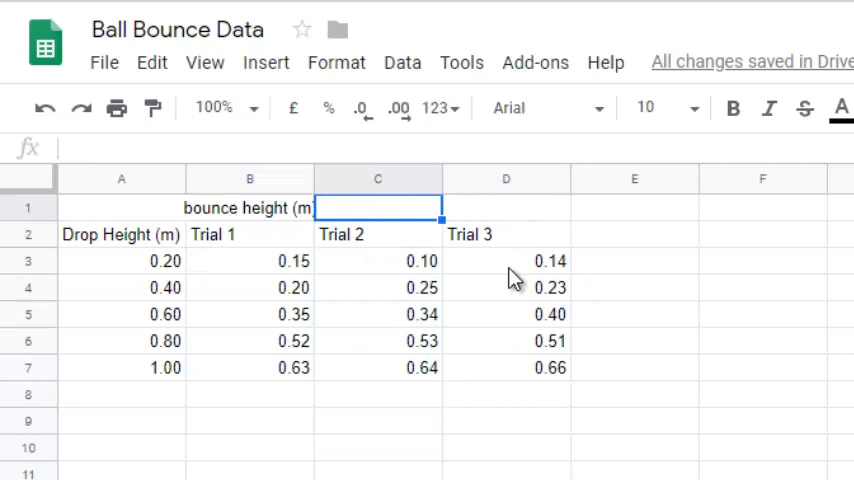 Ball Bounce Data
File Edit View Insert Format Data Tools Add-ons Help All changes saved in Drive
100% £ % .0 .00 123 Arial 10 B I S A
fx
A B C D E F
1 bounce height (m
2 Drop Height (m) Trial 1 Trial 2 Trial 3
3 0.20 0.15 0.10 0.14
4 0.40 0.20 0.25 0.23
5 0.60 0.35 0.34 0.40
6 0.80 0.52 0.53 0.51
7 1.00 0.63 0.64 0.66
8
9
10
11